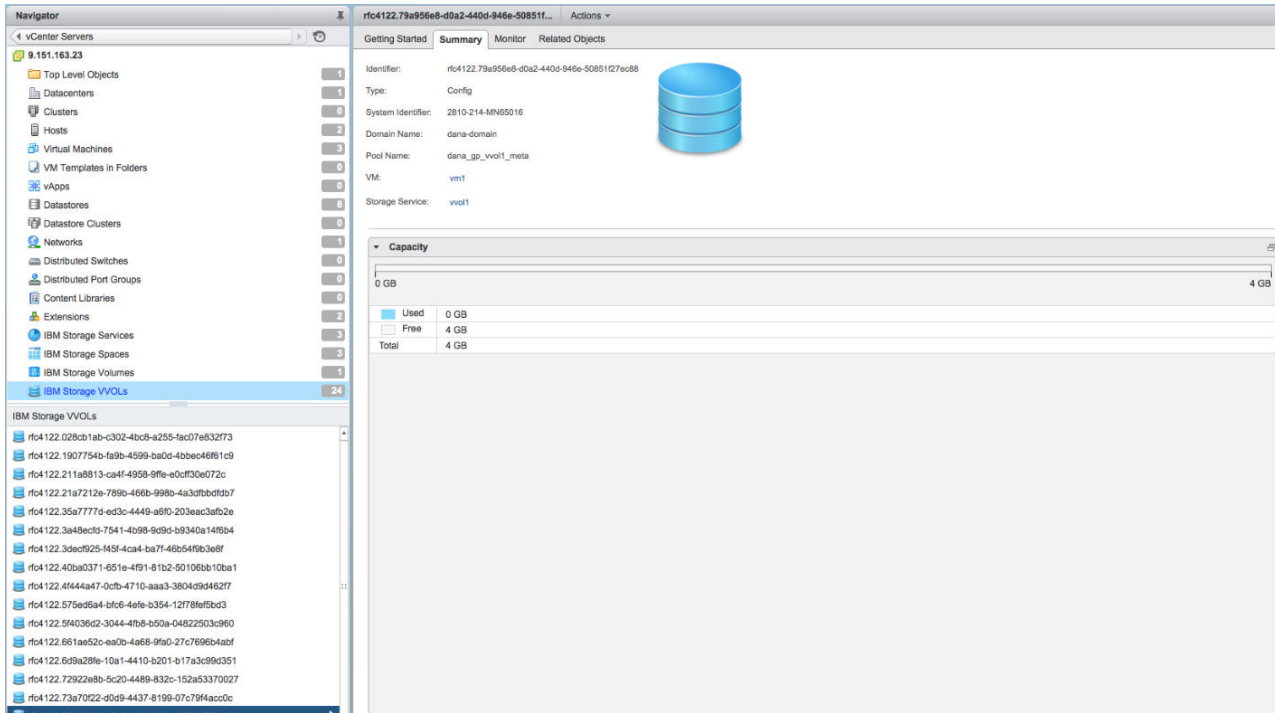 Navigator
vCenter Servers
9.151.163.23
Top Level Objects 1
Datacenters 1
Clusters 0
Hosts 2
Virtual Machines 3
VM Templates in Folders 0
vApps 0
Datastores 8
Datastore Clusters 0
Networks 1
Distributed Switches 0
Distributed Port Groups 0
Content Libraries 0
Extensions 2
IBM Storage Services 3
IBM Storage Spaces 3
IBM Storage Volumes 1
IBM Storage VVOLs 24
IBM Storage VVOLs
rfc4122.028cb1ab-c302-4bc8-a255-fac07e832f73
rfc4122.1907754b-fa9b-4599-ba0d-4bbec46f61c9
rfc4122.211a8813-ca4f-4958-9ffe-e0cff30e072c
rfc4122.21a7212e-789b-466b-998b-4a3dfbbdfdb7
rfc4122.35a7777d-ed3c-4449-a6f0-203eac3afb2e
rfc4122.3a48ecfd-7541-4b98-9d9d-b9340a14f6b4
rfc4122.3decf925-f45f-4ca4-ba7f-46b54f9b3e8f
rfc4122.40ba0371-651e-4f91-81b2-50106bb10ba1
rfc4122.4f444a47-0cfb-4710-aaa3-3804d9d462f7
rfc4122.575ed6a4-bfc6-4efe-b354-12f78fef5bd3
rfc4122.5f4036d2-3044-4fb8-b50a-04822503c960
rfc4122.661ae52c-ea0b-4a68-9fa0-27c7696b4abf
rfc4122.6d9a28fe-10a1-4410-b201-b17a3c99d351
rfc4122.72922e8b-5c20-4489-832c-152a53370027
rfc4122.73a70f22-d0d9-4437-8199-07c79f4acc0c
rfc4122.79a956e8-d0a2-440d-946e-50851f... Actions
Getting Started Summary Monitor Related Objects
Identifier: rfc4122.79a956e8-d0a2-440d-946e-50851f27ec88
Type: Config
System Identifier: 2810-214-MN65016
Domain Name: dana-domain
Pool Name: dana_gp_vvol1_meta
VM: vm1
Storage Service: vvol1
Capacity
0 GB 4 GB
Used 0 GB
Free 4 GB
Total 4 GB